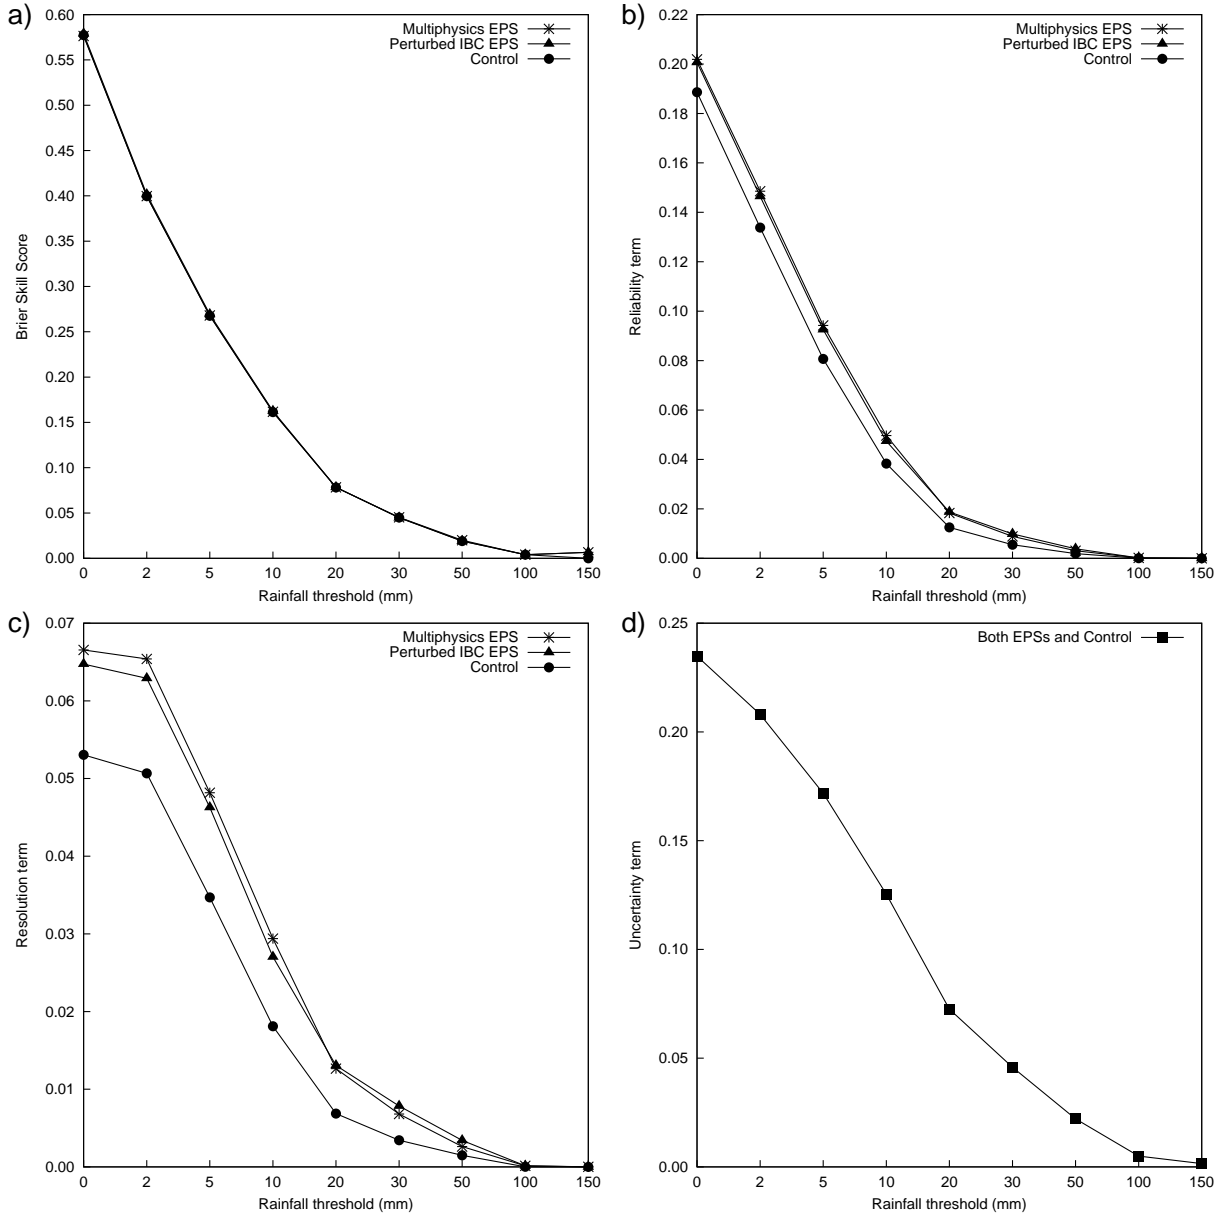 a)
0.60
0.55
0.50
0.45
0.40
0.35
0.30
0.25
0.20
0.15
0.10
0.05
0.00
Brier Skill Score
Multiphysics EPS
Perturbed IBC EPS
Control
0 2 5 10 20 30 50 100 150
Rainfall threshold (mm)
b)
0.22
0.20
0.18
0.16
0.14
0.12
0.10
0.08
0.06
0.04
0.02
0.00
Reliability term
Multiphysics EPS
Perturbed IBC EPS
Control
0 2 5 10 20 30 50 100 150
Rainfall threshold (mm)
c)
0.07
0.06
0.05
0.04
0.03
0.02
0.01
0.00
Resolution term
Multiphysics EPS
Perturbed IBC EPS
Control
0 2 5 10 20 30 50 100 150
Rainfall threshold (mm)
d)
0.25
0.20
0.15
0.10
0.05
0.00
Uncertainty term
Both EPSs and Control
0 2 5 10 20 30 50 100 150
Rainfall threshold (mm)